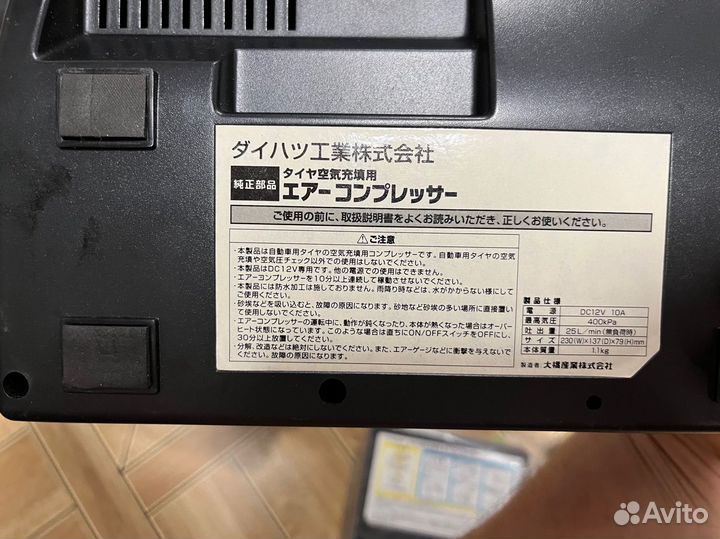 ダイハツ工業株式会社
純正部品
タイヤ空気充填用
エアーコンプレッサー
ご使用の前に、取扱説明書をよくお読みいただき、正しくお使いください。
⚠ご注意
・本製品は自動車用タイヤの空気充填用コンプレッサーです。自動車用タイヤの空気
充填や空気圧チェック以外での使用はしないでください。
・本製品はDC12V専用です。他の電源での使用はできません。
・エアーコンプレッサーを10分以上連続して稼動させないでください。
・本製品には防水加工は施しておりません。雨降り時などは、水がかからない様にして
ご使用ください。
・砂埃などを吸い込むと、故障の原因になります。砂地など砂埃の多い場所に直接置い
て使用しないでください。
・エアーコンプレッサーの運転中に、動作が鈍くなったり、本体が熱くなった場合はオーバー
ヒート状態になっています。このような場合は直ちにON/OFFスイッチをOFFにし、
30分以上放置してください。
・分解、改造などは絶対にしないでください。また、エアーゲージなどに衝撃を与えないで
ください。故障の原因になります。
製品仕様
電源 DC12V 10A
最高気圧 400kPa
吐出量 25L/min(無負荷時)
サイズ 230(W)×137(D)×79(H)mm
本体質量 1.1kg
製造者 大橋産業株式会社
Avito